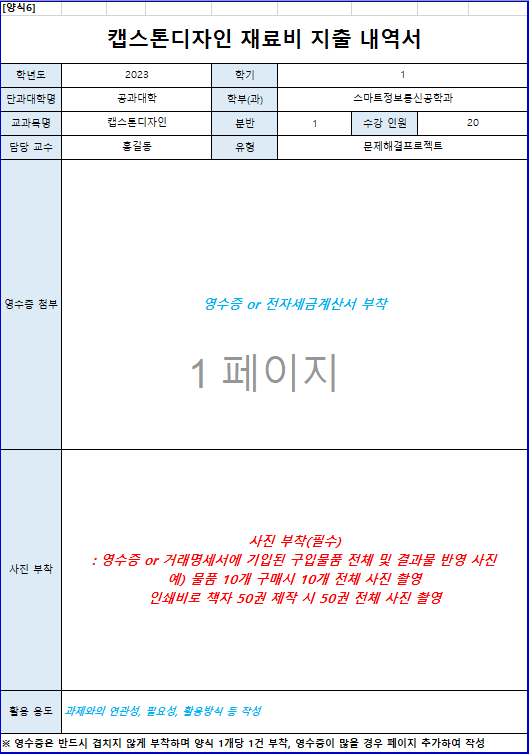 [양식6]
캡스톤디자인 재료비 지출 내역서
학년도 2023 학기 1
단과대학명 공과대학 학부(과) 스마트정보통신공학과
교과목명 캡스톤디자인 분반 1 수강 인원 20
담당 교수 홍길동 유형 문제해결프로젝트
영수증 첨부
영수증 or 전자세금계산서 부착
1 페이지
사진 부착
사진 부착(필수)
: 영수증 or 거래명세서에 기입된 구입물품 전체 및 결과물 반영 사진
예) 물품 10개 구매시 10개 전체 사진 촬영
인쇄비로 책자 50권 제작 시 50권 전체 사진 촬영
활용 용도 과제와의 연관성, 필요성, 활용방식 등 작성
※ 영수증은 반드시 겹치지 않게 부착하며 양식 1개당 1건 부착, 영수증이 많을 경우 페이지 추가하여 작성